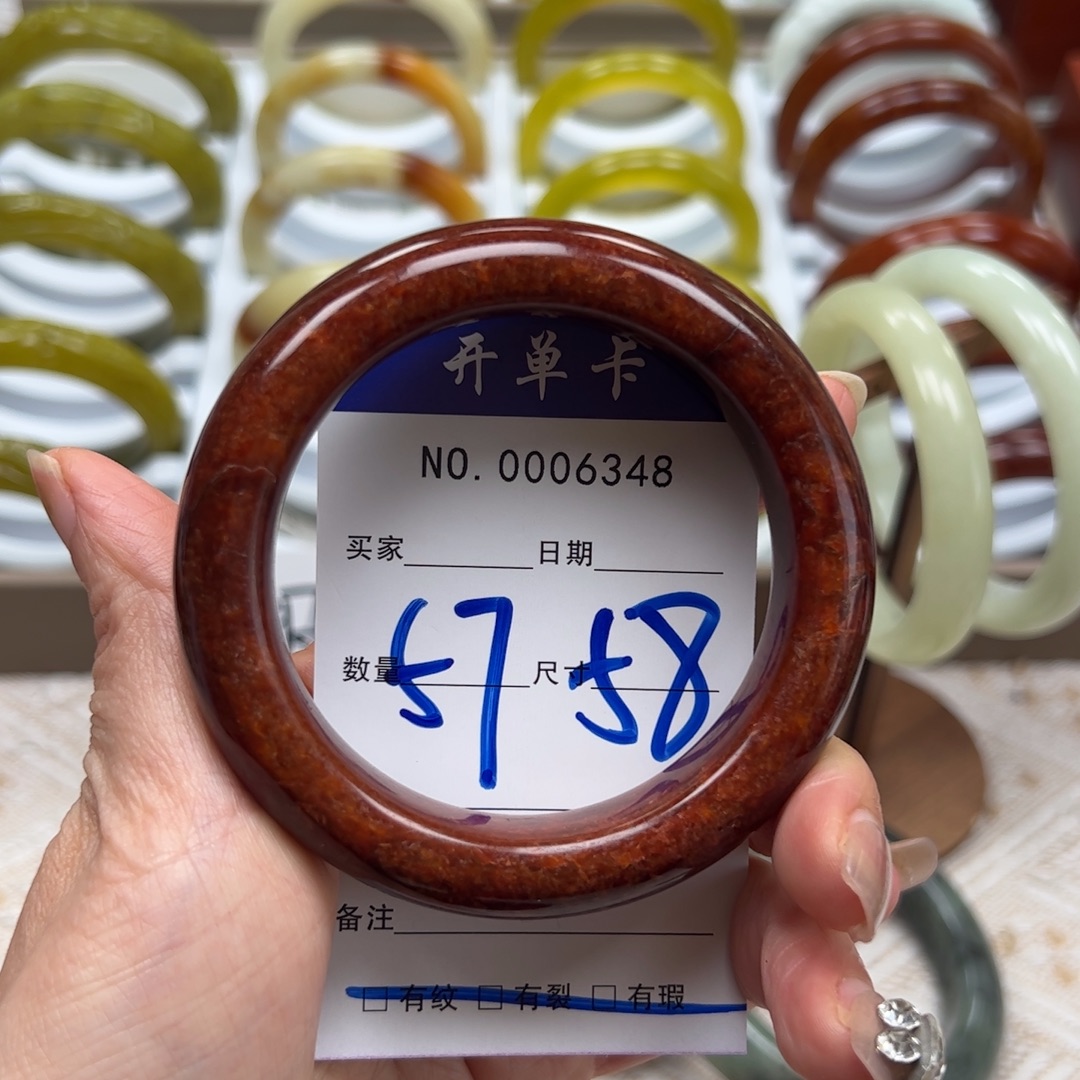 开单卡
NO. 0006348
买家 日期
数量 尺寸
57 58
备注
□ 有纹 □ 有裂 □ 有瑕